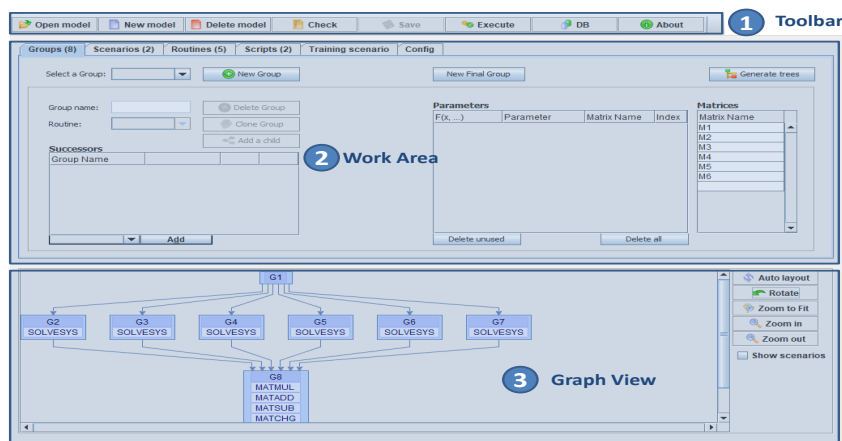 Open model New model Delete model Check Save Execute DB About 1 Toolbar
Groups (8) Scenarios (2) Routines (5) Scripts (2) Training scenario Config
Select a Group: New Group New Final Group Generate trees
Group name: Delete Group Parameters Matrices
Routine: Clone Group F(x, ...) Parameter Matrix Name Index Matrix Name
Add a child M1
Successors M2
Group Name 2 Work Area M3
M4
M5
M6
Add Delete unused Delete all
G1 Auto layout
Rotate
Zoom to Fit
G2 G3 G4 G5 G6 G7 Zoom in
SOLVESYS SOLVESYS SOLVESYS SOLVESYS SOLVESYS SOLVESYS Zoom out
Show scenarios
G8 3 Graph View
MATMUL
MATADD
MATSUB
MATCHG